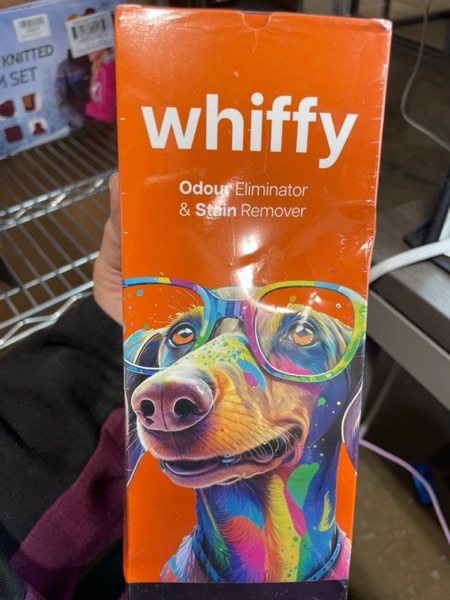 KNITTED
M SET
whiffy
Odour Eliminator
& Stain Remover